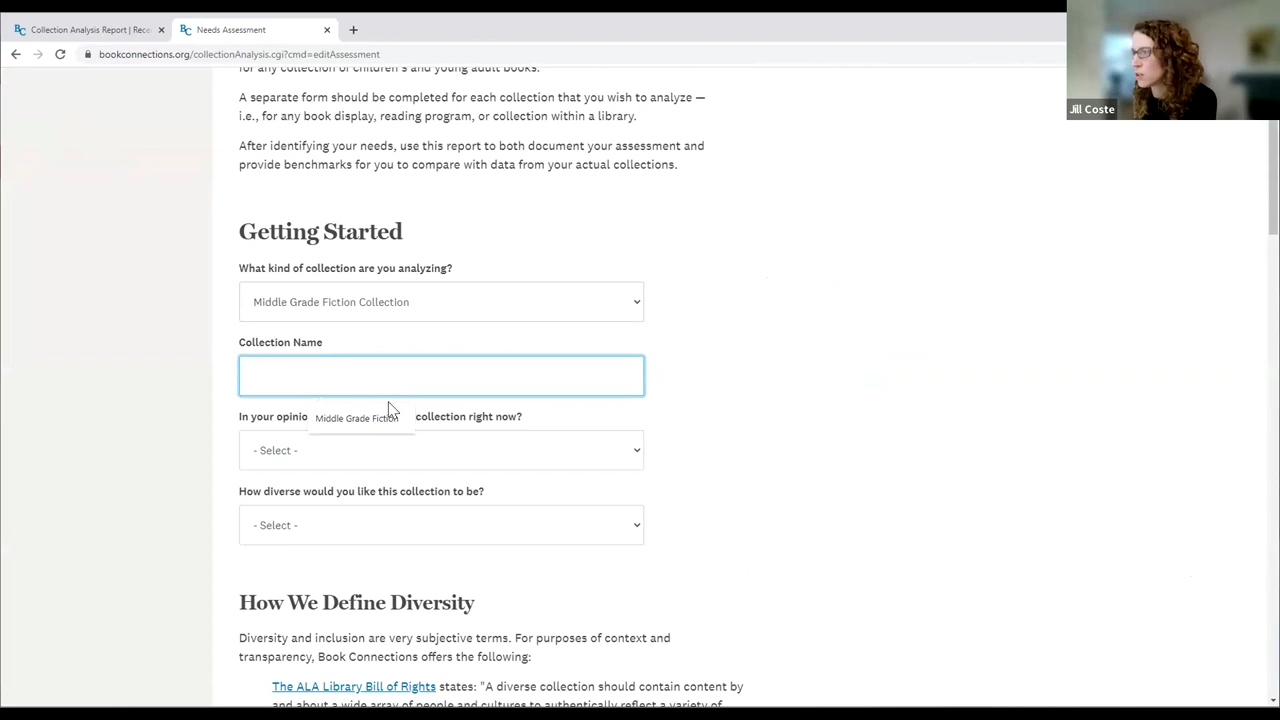 Collection Analysis Report | Reco
Needs Assessment
bookconnections.org/collectionAnalysis.cgi?cmd=editAssessment
Jill Coste
for any collection of children's and young adult books.
A separate form should be completed for each collection that you wish to analyze —
i.e., for any book display, reading program, or collection within a library.
After identifying your needs, use this report to both document your assessment and
provide benchmarks for you to compare with data from your actual collections.
Getting Started
What kind of collection are you analyzing?
Middle Grade Fiction Collection
Collection Name
In your opinio
Middle Grade Fiction
collection right now?
- Select -
How diverse would you like this collection to be?
- Select -
How We Define Diversity
Diversity and inclusion are very subjective terms. For purposes of context and
transparency, Book Connections offers the following:
The ALA Library Bill of Rights states: "A diverse collection should contain content by
and about a wide array of people and cultures to authentically reflect a variety of